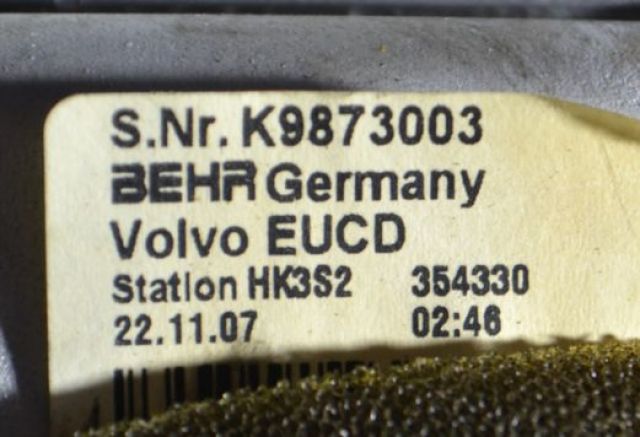 S.Nr. K9873003
BEHR Germany
Volvo EUCD
Station HK3S2 354330
22.11.07 02:46